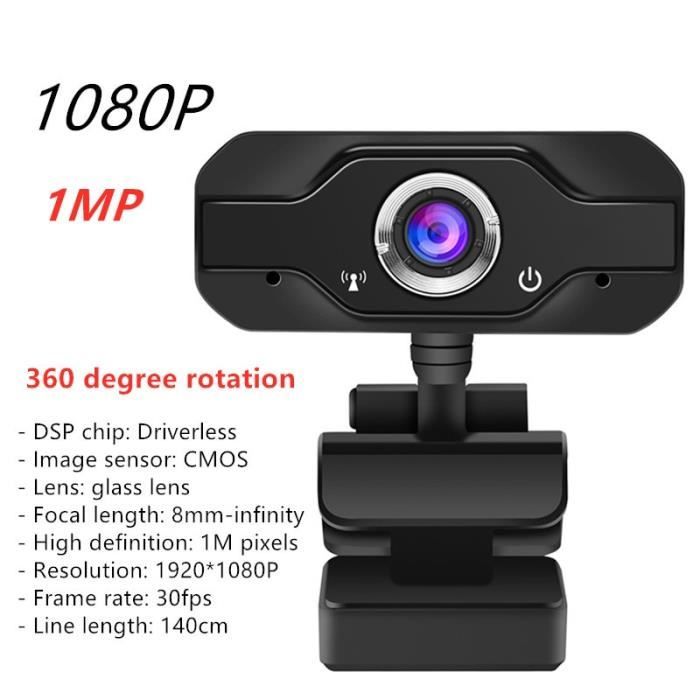 1080P
1MP
360 degree rotation
- DSP chip: Driverless
- Image sensor: CMOS
- Lens: glass lens
- Focal length: 8mm-infinity
- High definition: 1M pixels
- Resolution: 1920*1080P
- Frame rate: 30fps
- Line length: 140cm